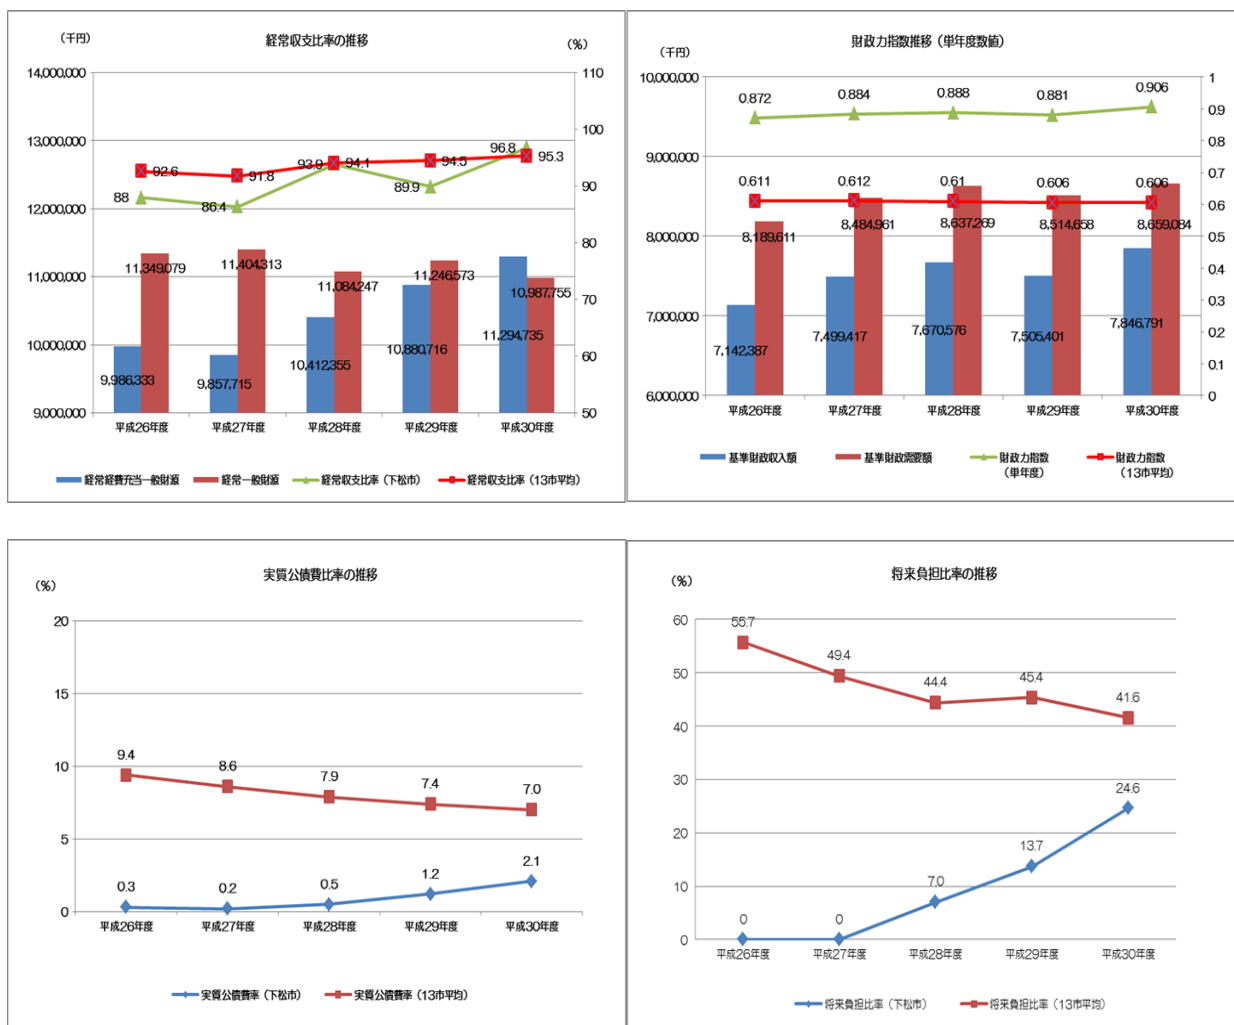 経常収支比率の推移
（千円）
（％）
14,000,000
13,000,000
12,000,000
11,000,000
10,000,000
9,000,000
110
100
90
80
70
60
50
92.6
91.8
93.9
94.1
94.5
96.8
95.3
88
86.4
89.9
11,349,079
11,404,313
11,084,247
11,246,573
10,987,755
9,986,333
9,857,715
10,412,355
10,880,716
11,294,735
平成26年度
平成27年度
平成28年度
平成29年度
平成30年度
経常経費充当一般財源
経常一般財源
経常収支比率（下松市）
経常収支比率（13市平均）
財政力指数推移（単年度数値）
（千円）
10,000,000
9,000,000
8,000,000
7,000,000
6,000,000
1
0.9
0.8
0.7
0.6
0.5
0.4
0.3
0.2
0.1
0
0.872
0.884
0.888
0.881
0.906
0.611
0.612
0.61
0.606
0.606
8,189,611
8,484,961
8,637,269
8,514,658
8,659,084
7,142,387
7,499,417
7,670,576
7,505,401
7,846,791
平成26年度
平成27年度
平成28年度
平成29年度
平成30年度
基準財政収入額
基準財政需要額
財政力指数
（単年度）
財政力指数
（13市平均）
実質公債費比率の推移
（％）
20
15
10
5
0
9.4
8.6
7.9
7.4
7.0
0.3
0.2
0.5
1.2
2.1
平成26年度
平成27年度
平成28年度
平成29年度
平成30年度
実質公債費率（下松市）
実質公債費率（13市平均）
将来負担比率の推移
（％）
60
50
40
30
20
10
0
55.7
49.4
44.4
45.4
41.6
0
0
7.0
13.7
24.6
平成26年度
平成27年度
平成28年度
平成29年度
平成30年度
将来負担比率（下松市）
将来負担比率（13市平均）